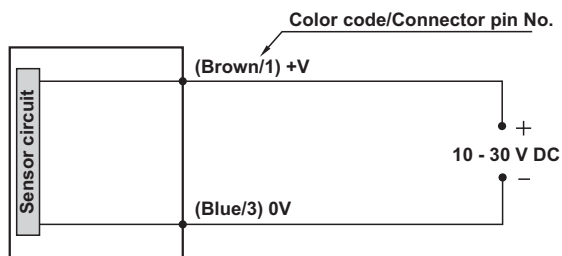 Color code/Connector pin No.
(Brown/1) +V
Sensor circuit
+
10 - 30 V DC
–
(Blue/3) 0V